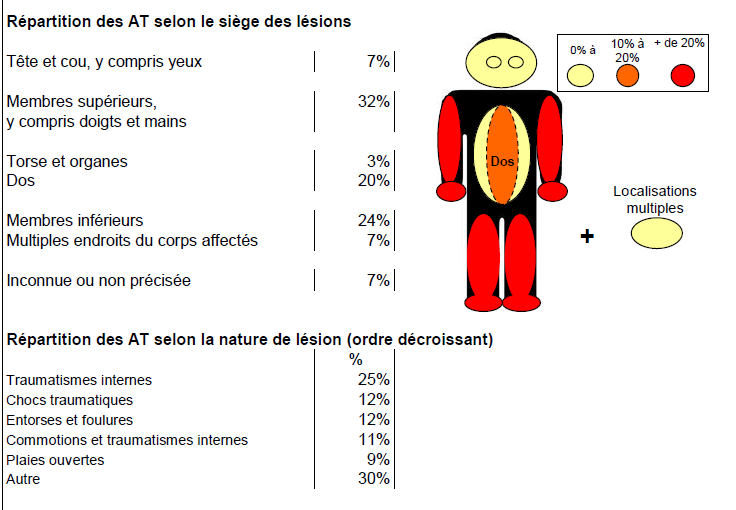 Répartition des AT selon le siège des lésions
Tête et cou, y compris yeux 7%
Membres supérieurs, 32%
y compris doigts et mains
Torse et organes 3%
Dos 20%
Membres inférieurs 24%
Multiples endroits du corps affectés 7%
Inconnue ou non précisée 7%
0% à
10% à
20%
+ de 20%
Dos
Localisations
multiples
+
Répartition des AT selon la nature de lésion (ordre décroissant)
%
Traumatismes internes 25%
Chocs traumatiques 12%
Entorses et foulures 12%
Commotions et traumatismes internes 11%
Plaies ouvertes 9%
Autre 30%